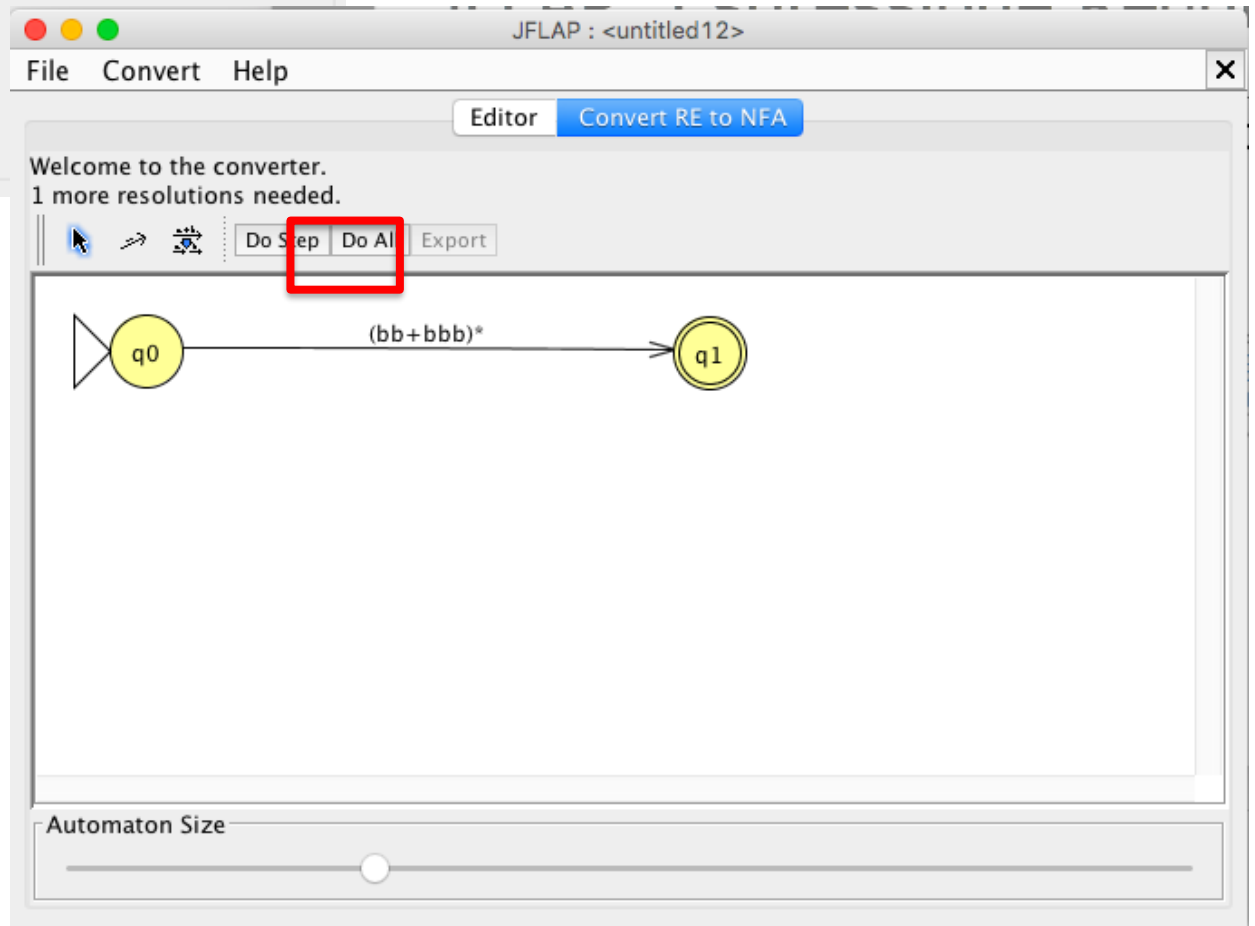 JFLAP : <untitled12>
File Convert Help
Editor Convert RE to NFA
Welcome to the converter.
1 more resolutions needed.
Do Step Do All Export
(bb+bbb)*
q0 q1
Automaton Size